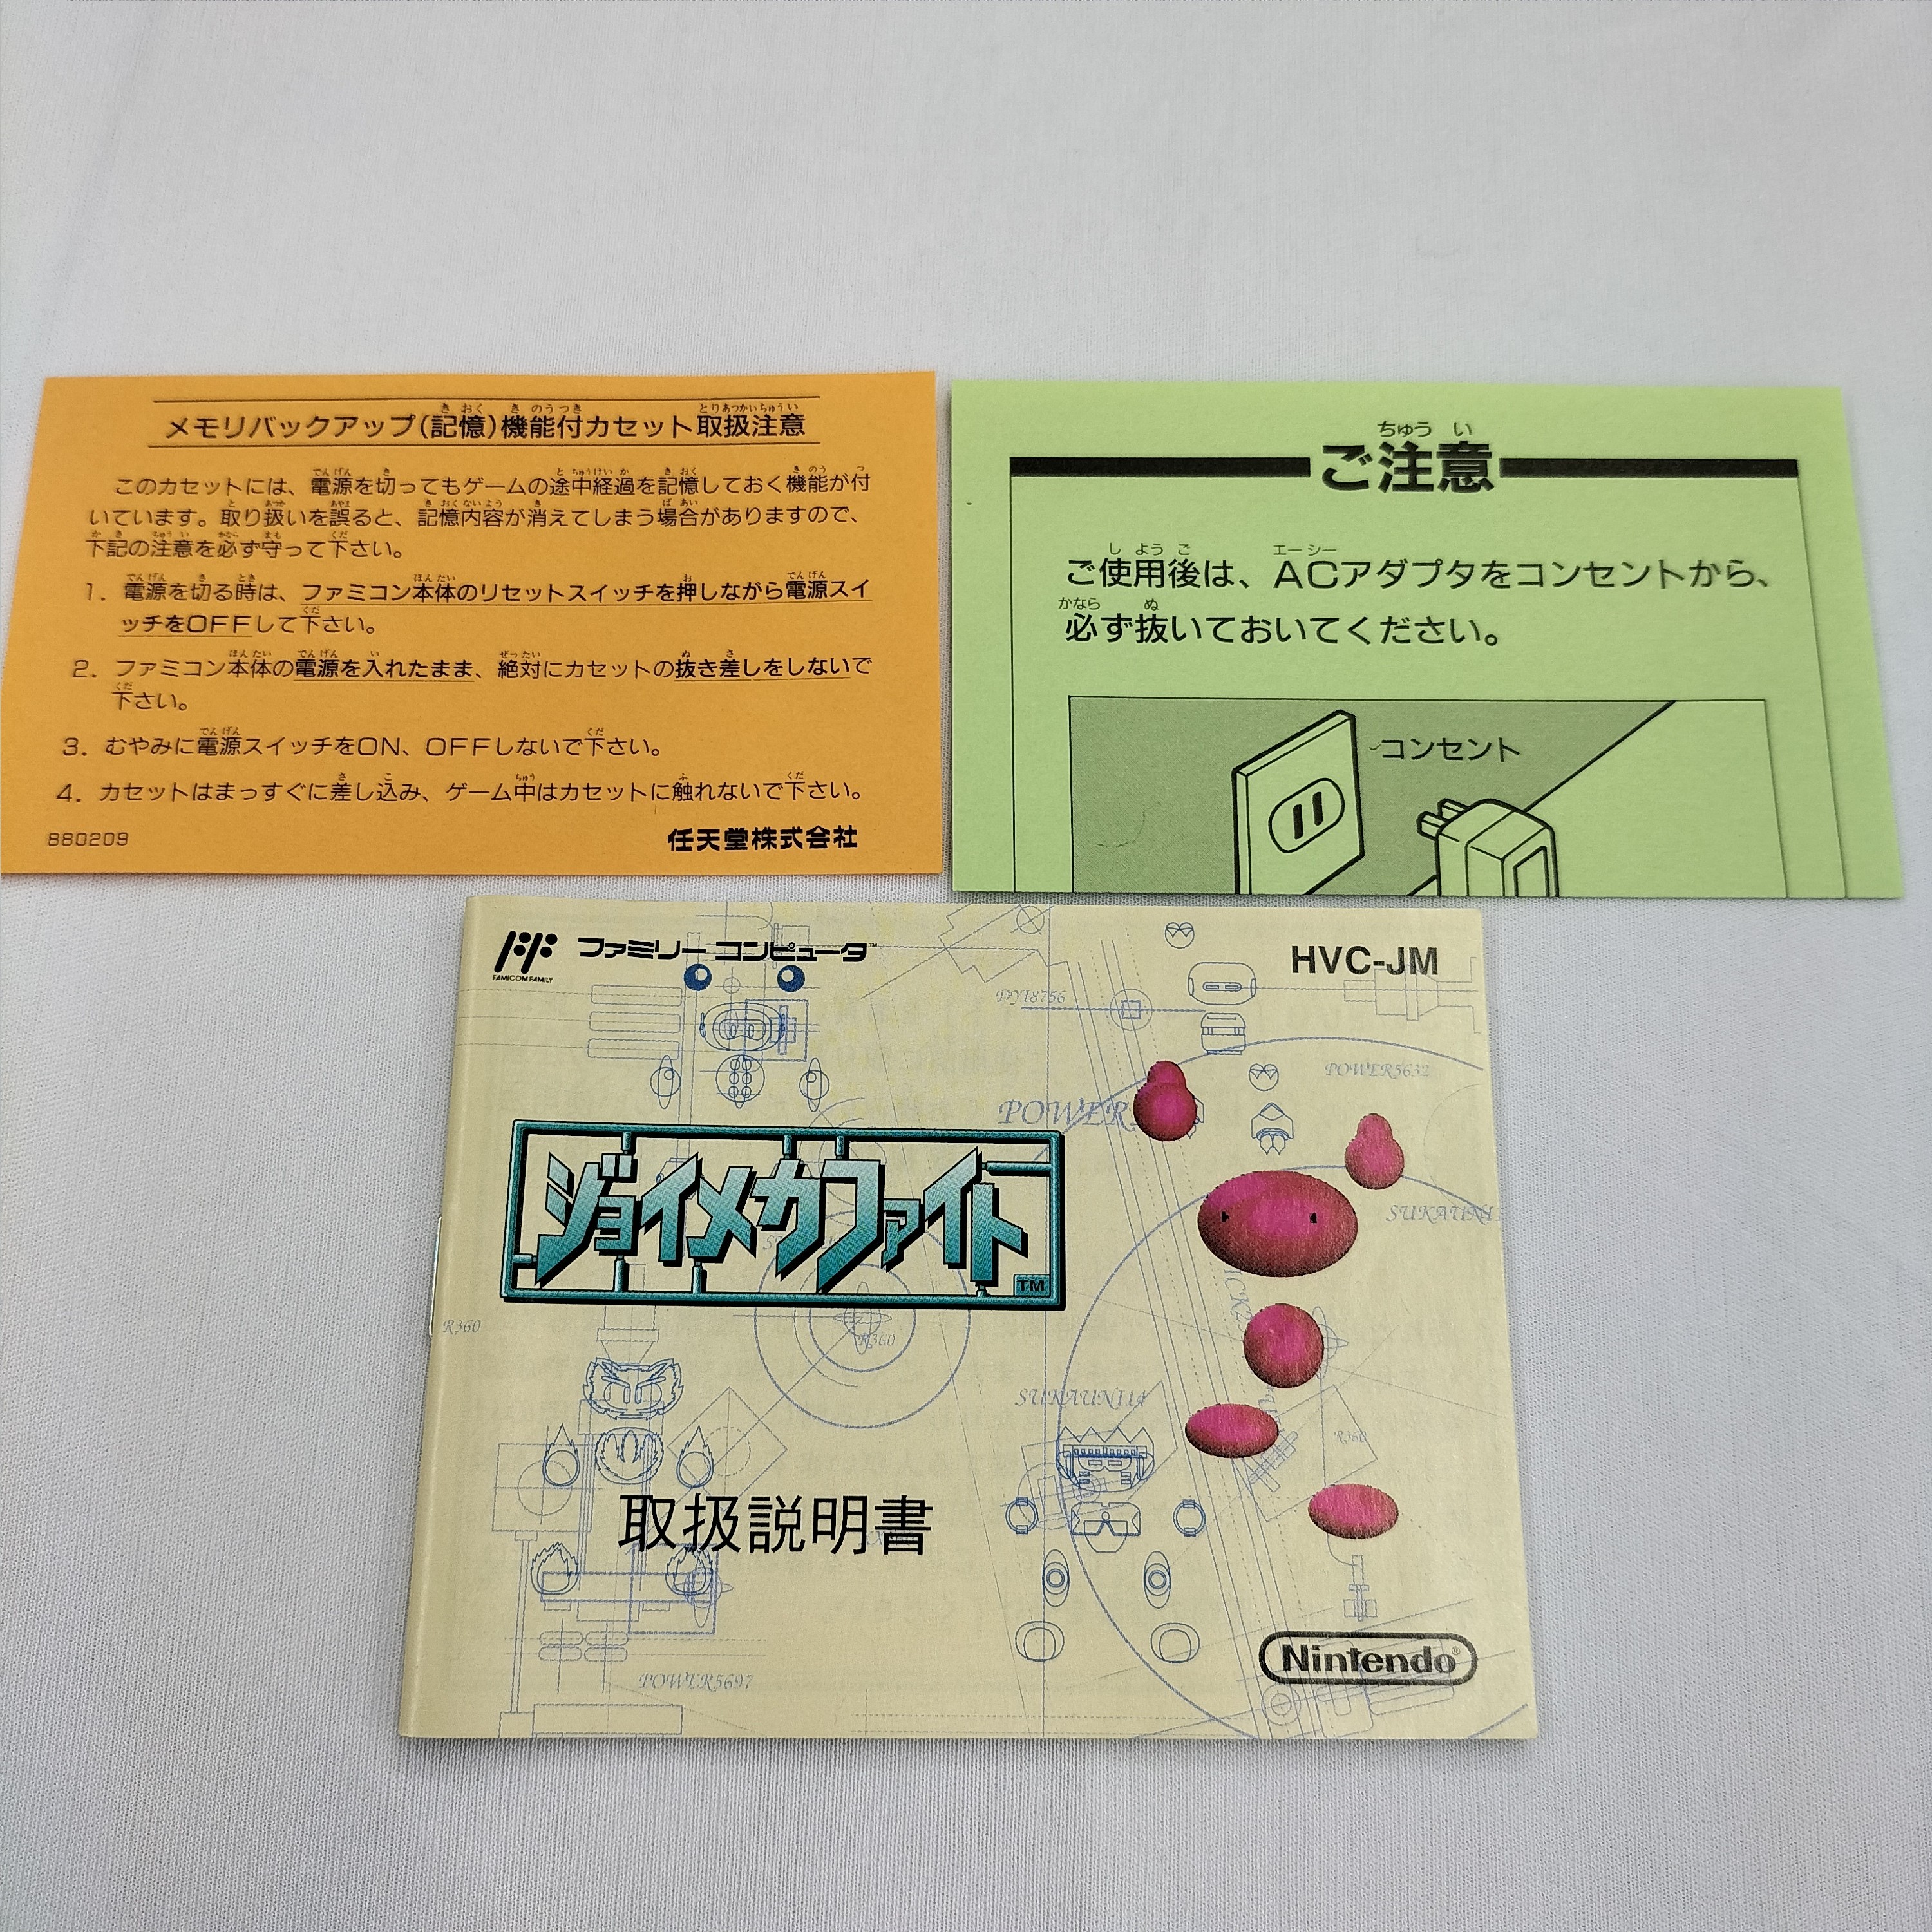 メモリバックアップ(記憶)機能付カセット取扱注意
このカセットには、電源を切ってもゲームの途中経過を記憶しておく機能が付
いています。取り扱いを誤ると、記憶内容が消えてしまう場合がありますので、
下記の注意を必ず守って下さい。
1. 電源を切る時は、ファミコン本体のリセットスイッチを押しながら電源スイ
ッチをOFFして下さい。
2. ファミコン本体の電源を入れたまま、絶対にカセットの抜き差しをしないで
下さい。
3. むやみに電源スイッチをON、OFFしないで下さい。
4. カセットはまっすぐに差し込み、ゲーム中はカセットに触れないで下さい。
880209
任天堂株式会社
ご注意
ご使用後は、ACアダプタをコンセントから、
必ず抜いておいてください。
コンセント
FAMICOM FAMILY
ファミリー コンピュータ™
HVC-JM
DYI8756
POWER5632
POWER
ジョイメカファイト
TM
SUKAUN1
R360
R360
SUKAUN114
R360
取扱説明書
POWER5697
Nintendo®